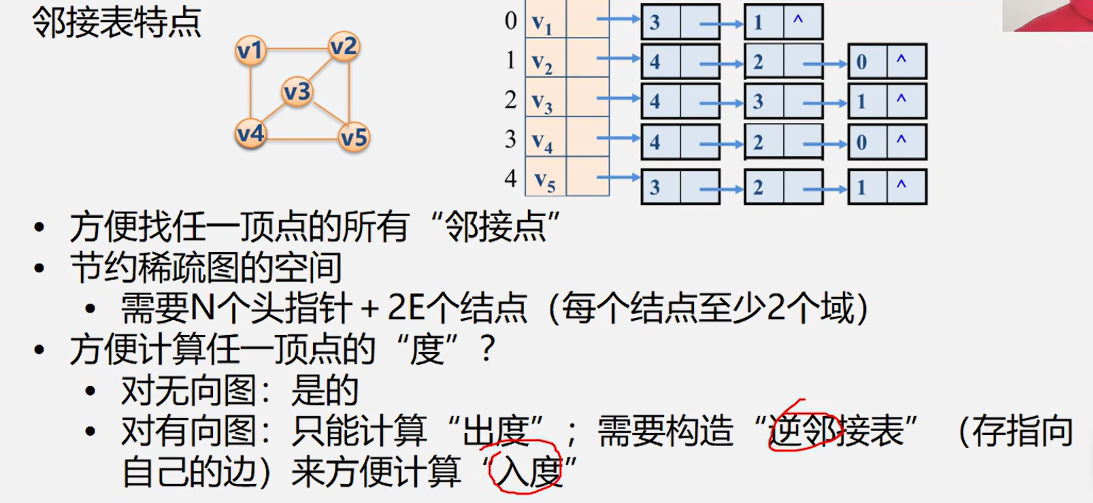 邻接表特点
v1 v2
v3
v4 v5
0 v1 3 1 ^
1 v2 4 2 0 ^
2 v3 4 3 1 ^
3 v4 4 2 0 ^
4 v5 3 2 1 ^
• 方便找任一顶点的所有“邻接点”
• 节约稀疏图的空间
• 需要N个头指针+2E个结点（每个结点至少2个域）
• 方便计算任一顶点的“度”？
• 对无向图：是的
• 对有向图：只能计算“出度”；需要构造“逆邻接表”（存指向
自己的边）来方便计算“入度”